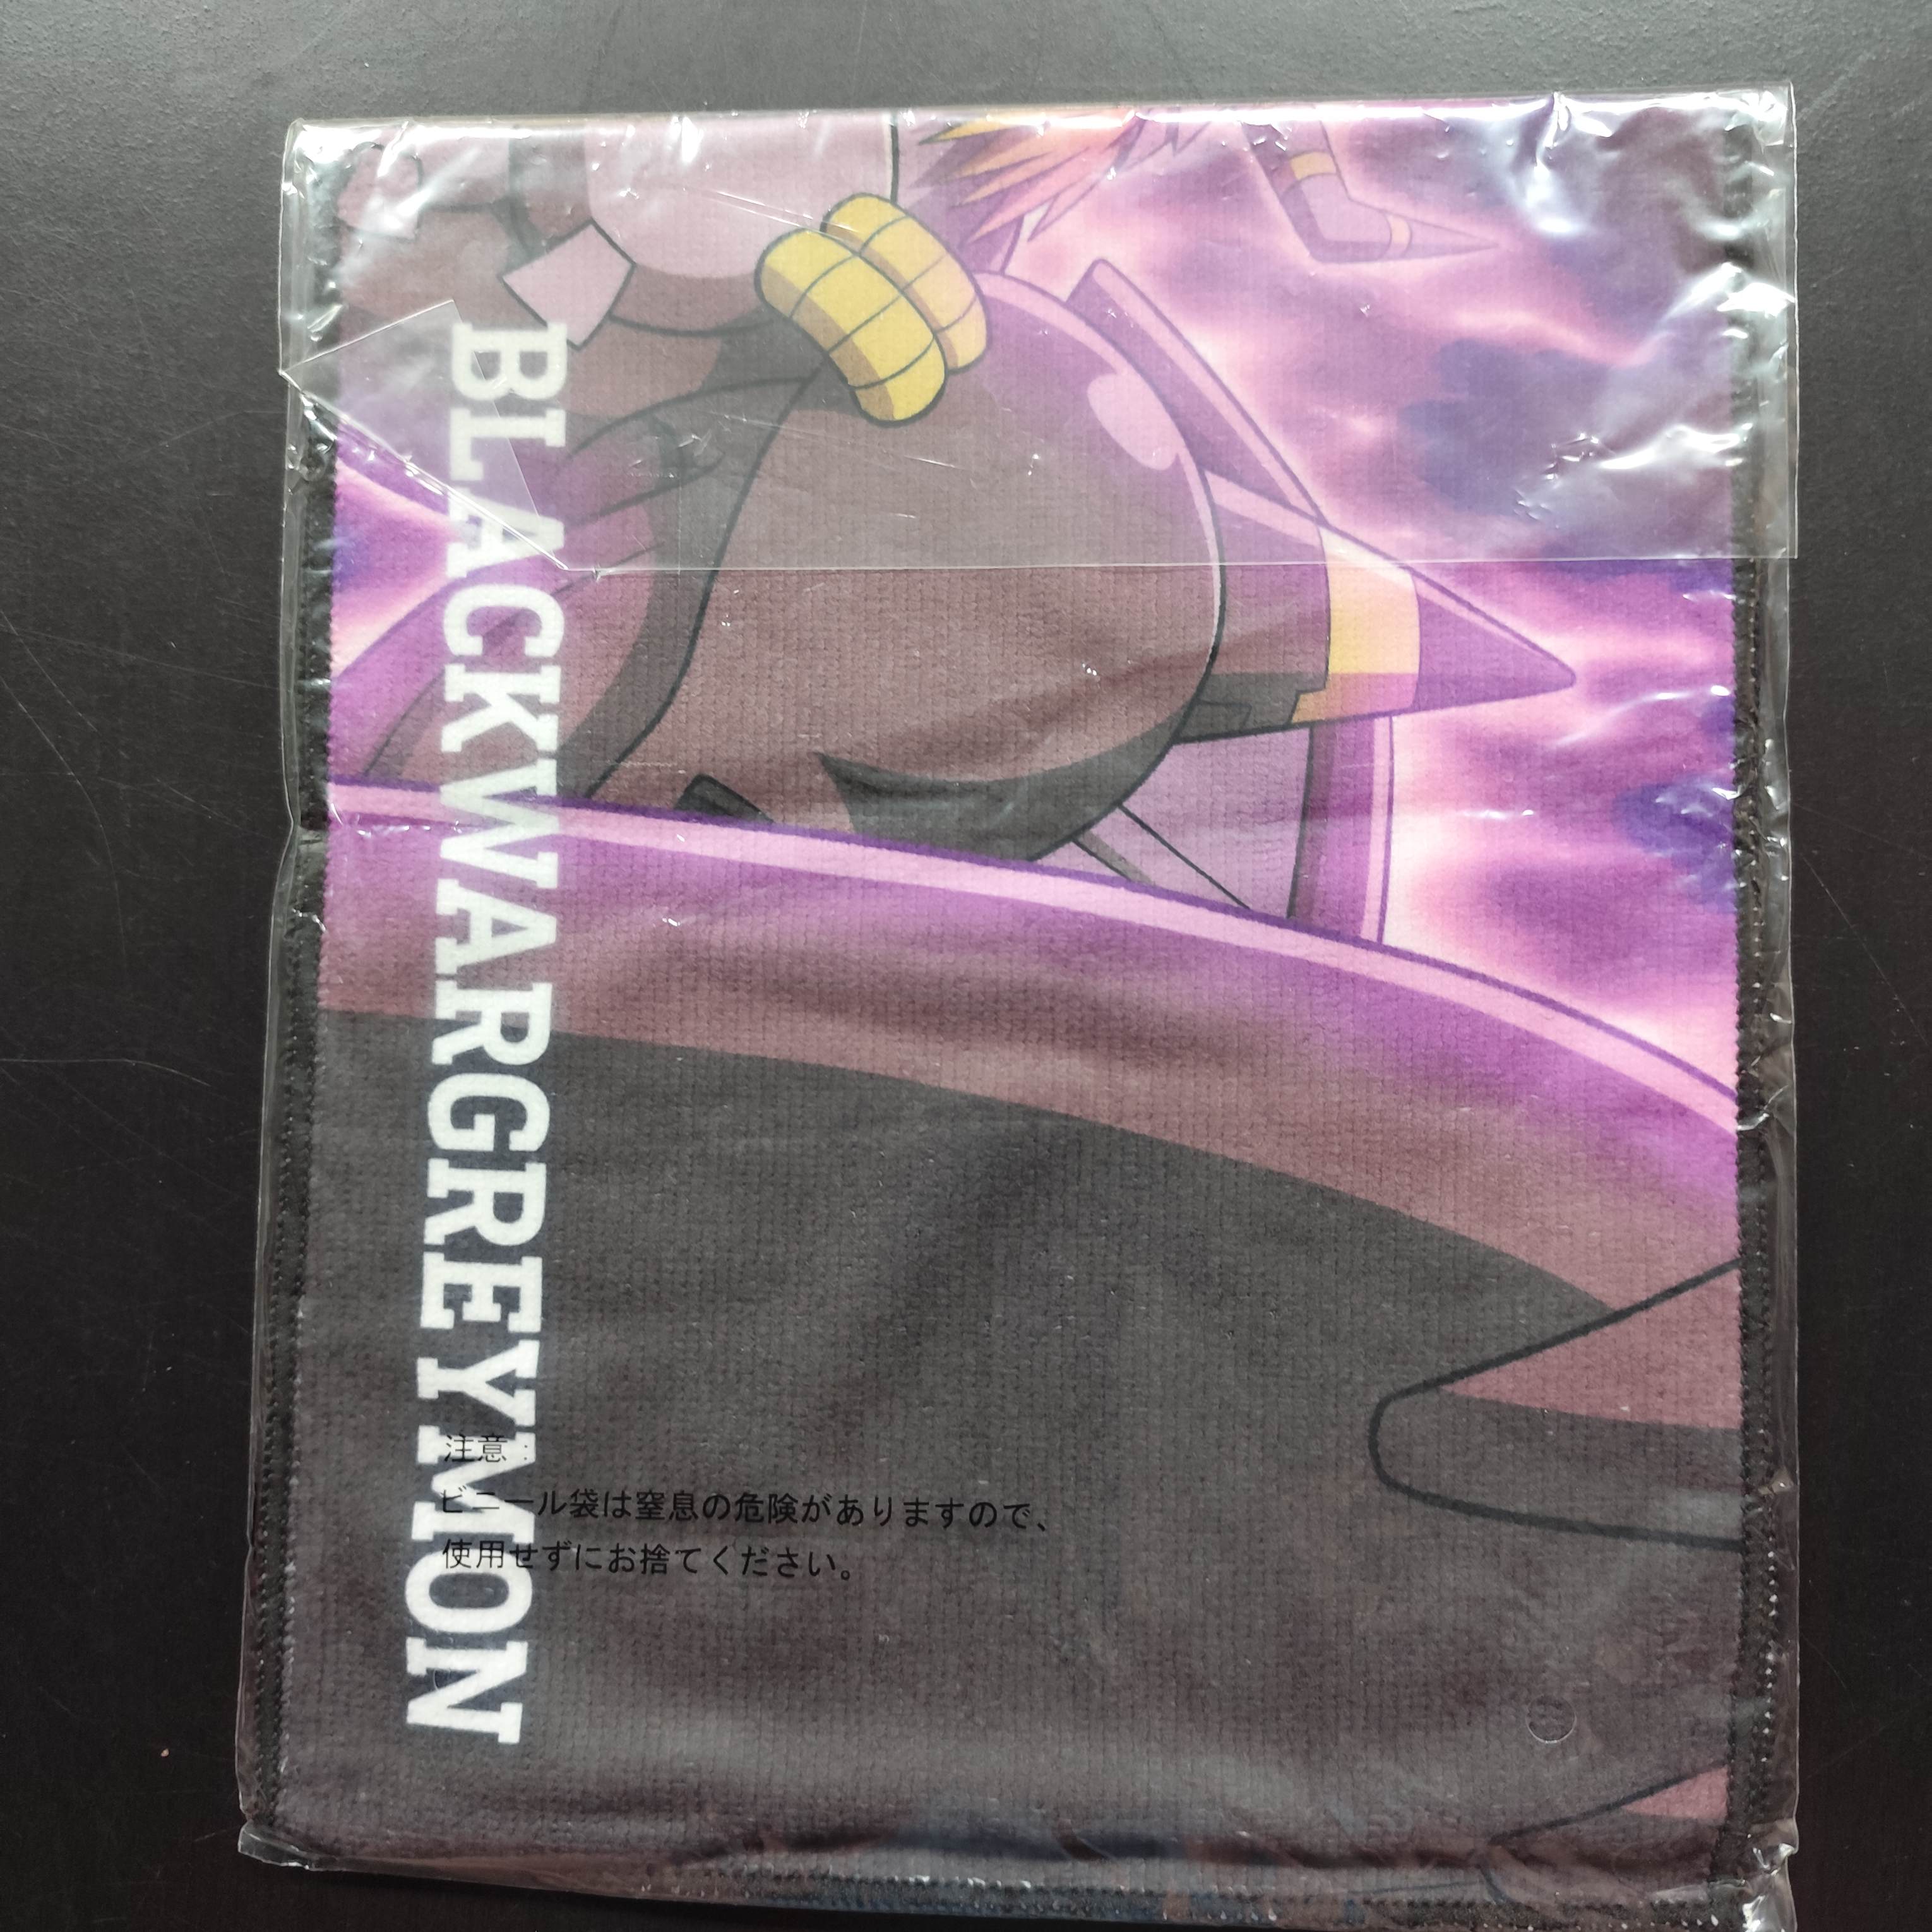 BLACKWARGREYMON
注意：
ビニール袋は窒息の危険がありますので、
使用せずにお捨てください。